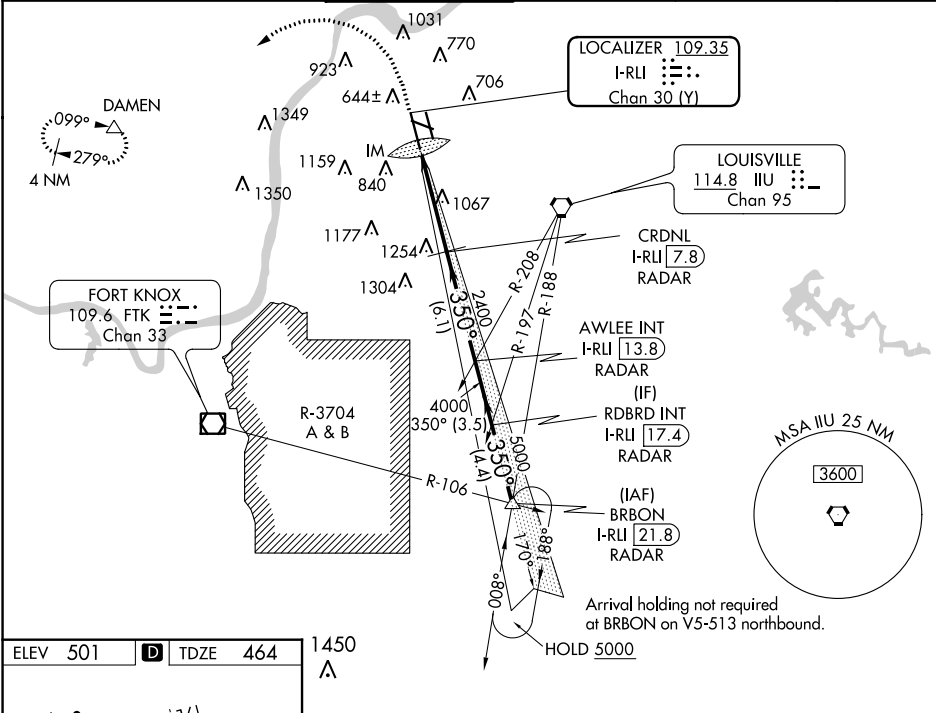 1031
770
923
644±
706
LOCALIZER 109.35
I-RLI
Chan 30 (Y)
DAMEN
099°
279°
4 NM
1349
IM
1159
840
1350
1067
LOUISVILLE
114.8 IIU
Chan 95
1177
1254
1304
CRDNL
I-RLI 7.8
RADAR
R-208
R-188
R-197
FORT KNOX
109.6 FTK
Chan 33
2400
350°
(6.1)
AWLEE INT
I-RLI 13.8
RADAR
R-3704
A & B
4000
350° (3.5)
(IF)
RDBRD INT
I-RLI 17.4
RADAR
5000
350°
(4.4)
R-106
MSA IIU 25 NM
3600
(IAF)
BRBON
I-RLI 21.8
RADAR
170°
188°
008°
Arrival holding not required
at BRBON on V5-513 northbound.
HOLD 5000
ELEV 501 D TDZE 464
1450